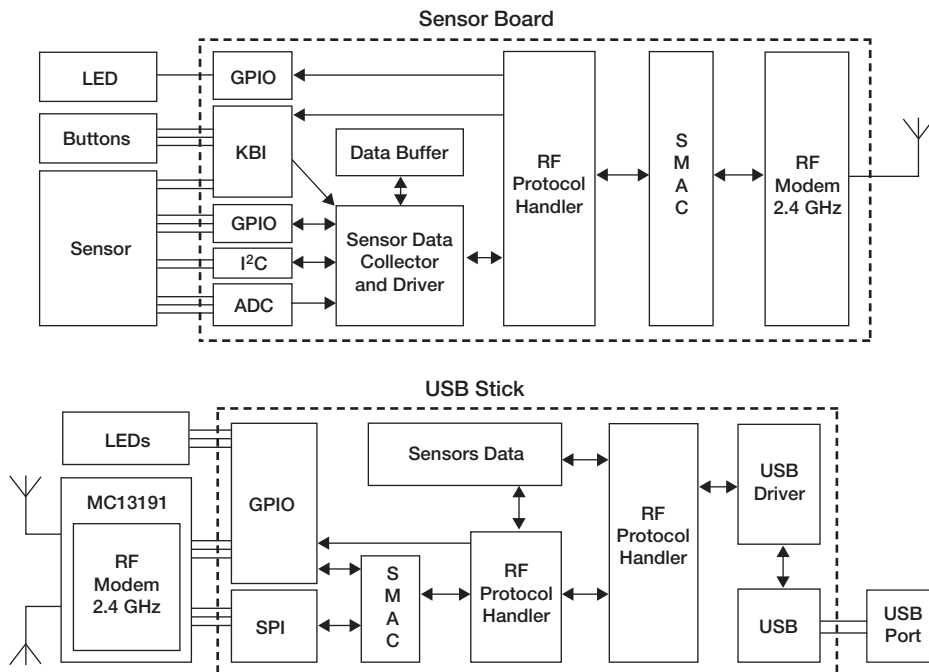 Sensor Board
LED
GPIO
Buttons
KBI
Data Buffer
Sensor
GPIO
I²C
ADC
Sensor Data
Collector
and Driver
RF
Protocol
Handler
S
M
A
C
RF
Modem
2.4 GHz
USB Stick
LEDs
MC13191
RF
Modem
2.4 GHz
GPIO
SPI
Sensors Data
S
M
A
C
RF
Protocol
Handler
RF
Protocol
Handler
USB
Driver
USB
USB
Port